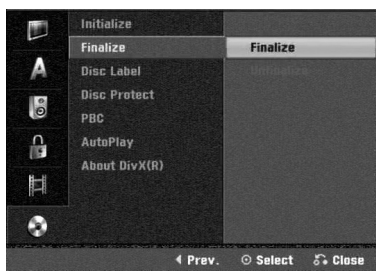 Initialize
Finalize
Finalize
Disc Label
Unfinalize
Disc Protect
PBC
AutoPlay
About DivX(R)
A
Prev.
Select
Close